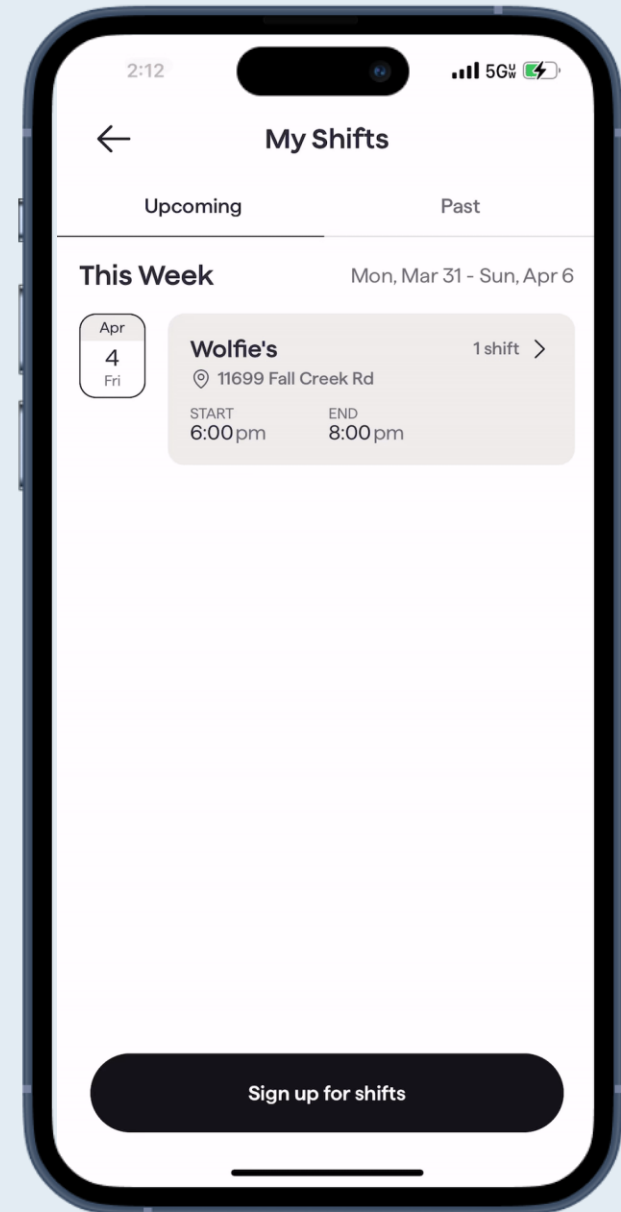 2:12 5G UW
My Shifts
Upcoming Past
This Week Mon, Mar 31 - Sun, Apr 6
Apr
4
Fri
Wolfie's 1 shift
11699 Fall Creek Rd
START END
6:00 pm 8:00 pm
Sign up for shifts